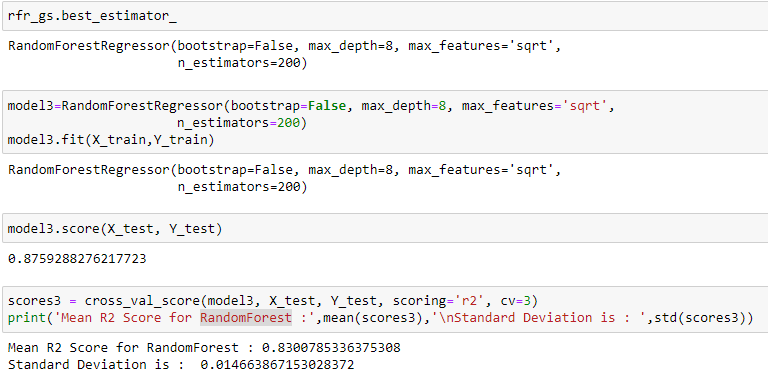 rfr_gs.best_estimator_
RandomForestRegressor(bootstrap=False, max_depth=8, max_features='sqrt',
n_estimators=200)
model3=RandomForestRegressor(bootstrap=False, max_depth=8, max_features='sqrt',
n_estimators=200)
model3.fit(X_train,Y_train)
RandomForestRegressor(bootstrap=False, max_depth=8, max_features='sqrt',
n_estimators=200)
model3.score(X_test, Y_test)
0.8759288276217723
scores3 = cross_val_score(model3, X_test, Y_test, scoring='r2', cv=3)
print('Mean R2 Score for RandomForest :',mean(scores3),'\nStandard Deviation is : ',std(scores3))
Mean R2 Score for RandomForest : 0.8300785336375308
Standard Deviation is :  0.014663867153028372